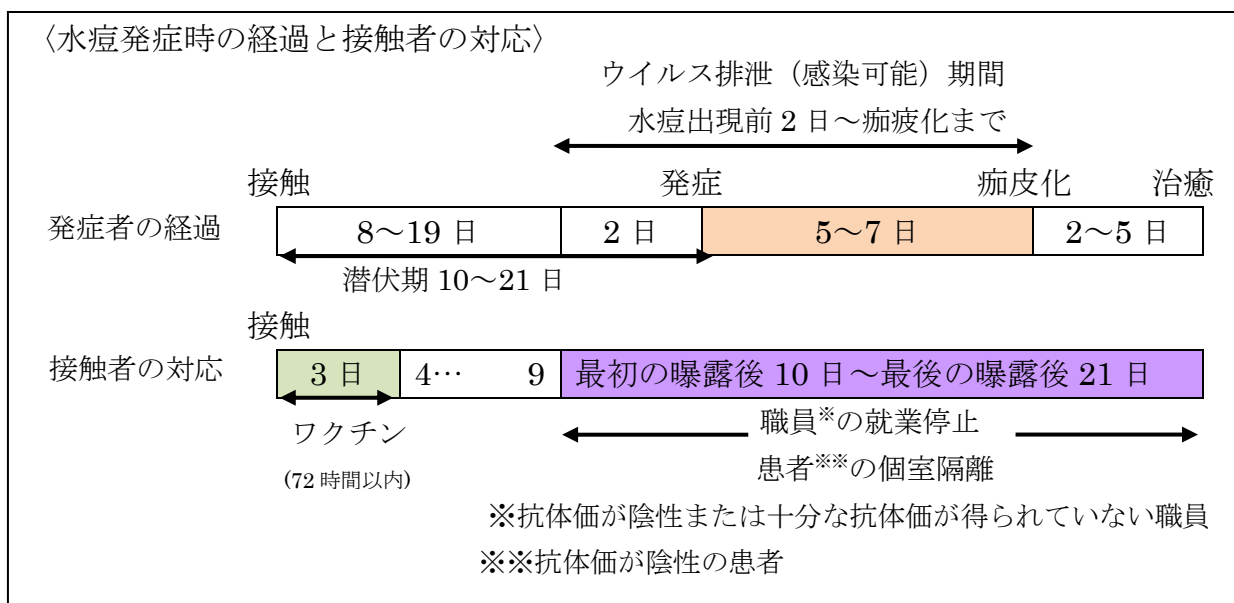 〈水痘発症時の経過と接触者の対応〉
ウイルス排泄（感染可能）期間
水痘出現前 2 日～痂疲化まで
接触 発症 痂皮化 治癒
発症者の経過 8～19 日 2 日 5～7 日 2～5 日
潜伏期 10～21 日
接触
接触者の対応 3 日 4… 9 最初の曝露後 10 日～最後の曝露後 21 日
ワクチン 職員※の就業停止
(72 時間以内) 患者※※の個室隔離
※抗体価が陰性または十分な抗体価が得られていない職員
※※抗体価が陰性の患者